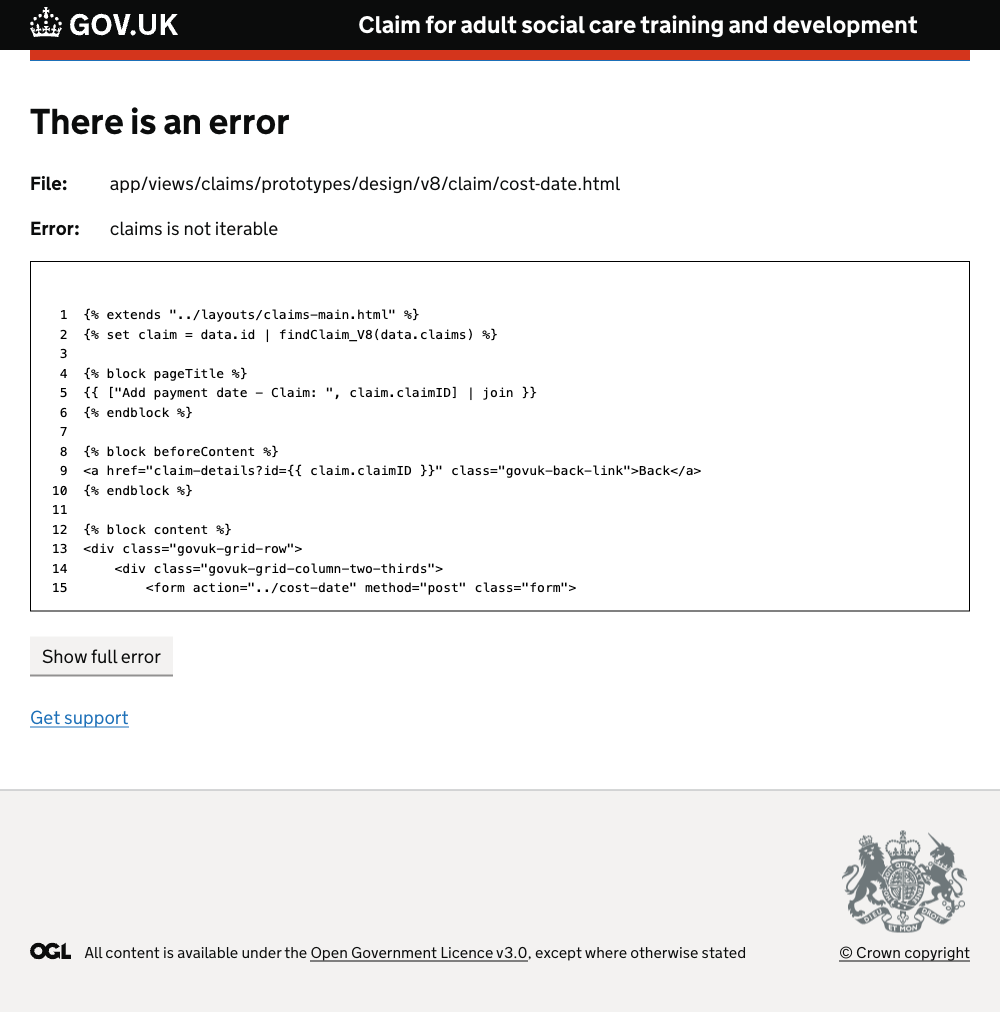 GOV.UK
Claim for adult social care training and development
There is an error
File: app/views/claims/prototypes/design/v8/claim/cost-date.html
Error: claims is not iterable
1 {% extends "../layouts/claims-main.html" %}
2 {% set claim = data.id | findClaim_V8(data.claims) %}
3
4 {% block pageTitle %}
5 {{ ["Add payment date – Claim: ", claim.claimID] | join }}
6 {% endblock %}
7
8 {% block beforeContent %}
9 <a href="claim-details?id={{ claim.claimID }}" class="govuk-back-link">Back</a>
10 {% endblock %}
11
12 {% block content %}
13 <div class="govuk-grid-row">
14     <div class="govuk-grid-column-two-thirds">
15         <form action="../cost-date" method="post" class="form">
Show full error
Get support
DIEU ET MON DROIT
OGL All content is available under the Open Government Licence v3.0, except where otherwise stated
© Crown copyright